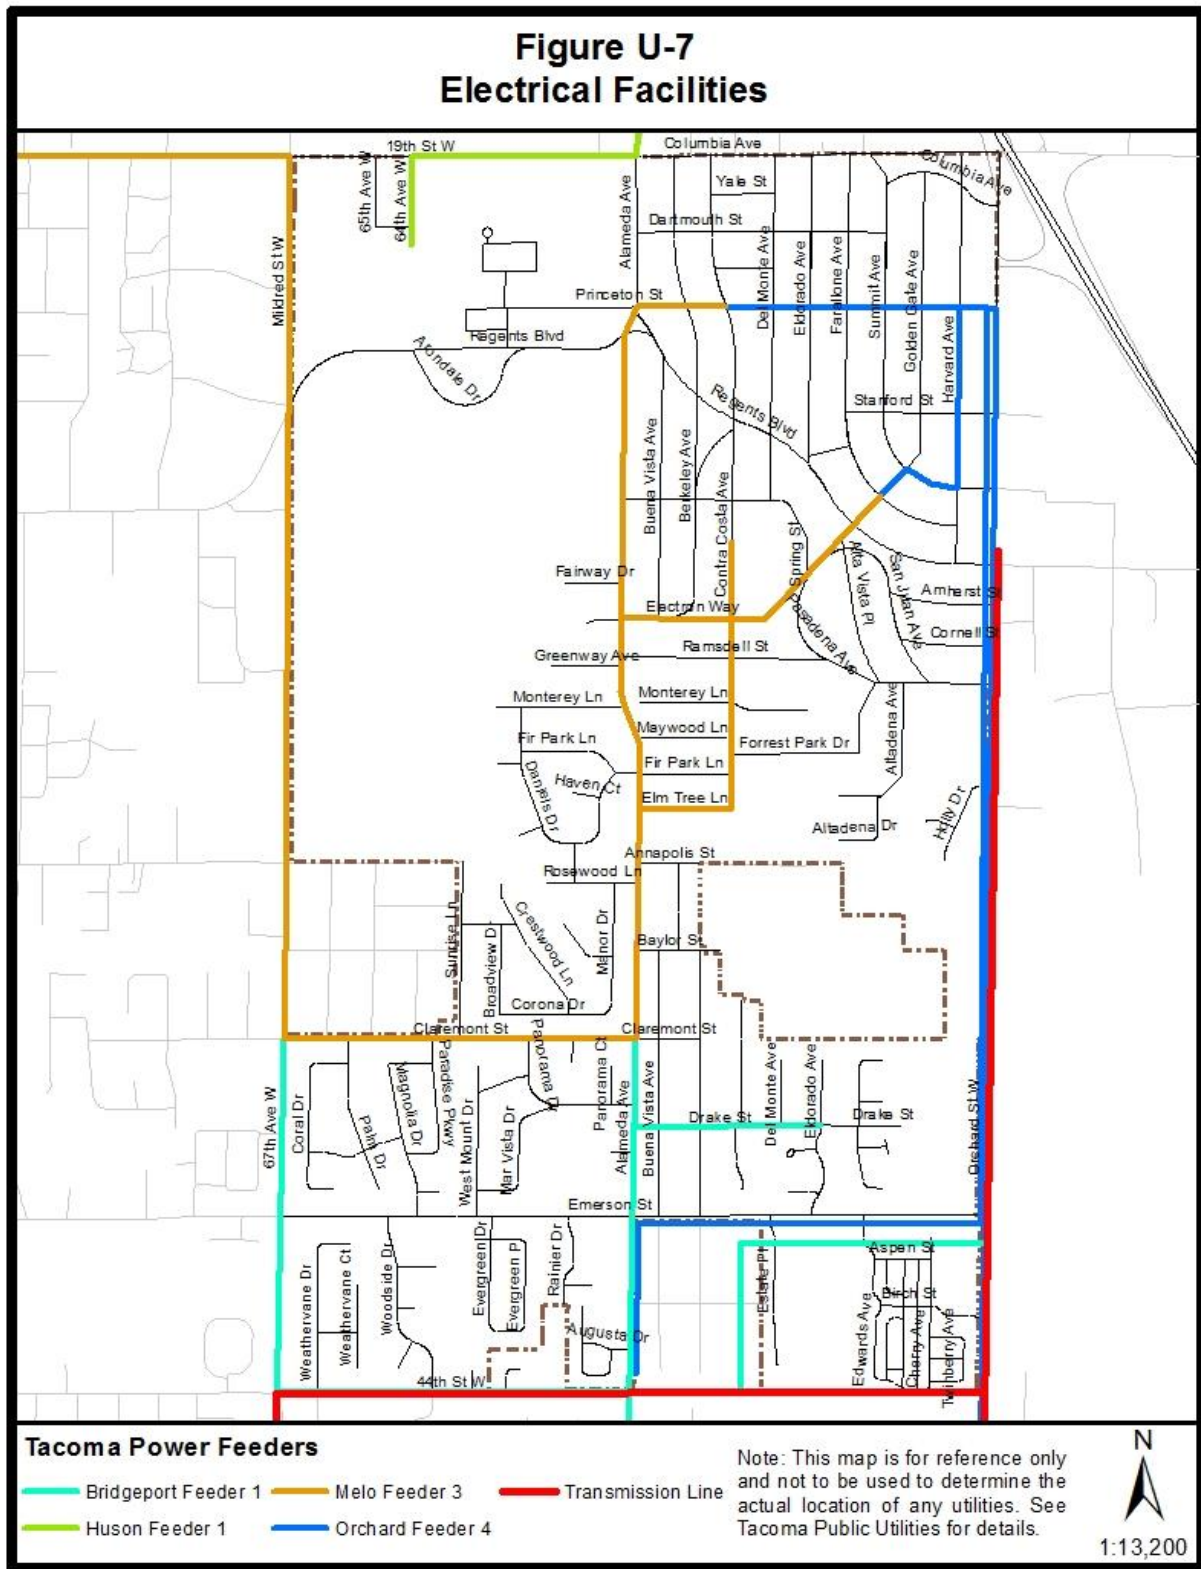 Figure U-7
Electrical Facilities
19th St W
Columbia Ave
Columbia Ave
65th Ave W
64th Ave W
Yale St
Dartmouth St
Alameda Ave
Mildred St W
Del Monte Ave
Eldorado Ave
Farallone Ave
Summit Ave
Golden Gate Ave
Harvard Ave
Princeton St
Regents Blvd
Arondale Dr
Regents Blvd
Stanford St
Buena Vista Ave
Berkeley Ave
Contra Costa Ave
Spring St
Alta Vista Pl
San Juan Ave
Fairway Dr
Amherst St
Electron Way
Pasadena Ave
Cornell St
Ramsdell St
Greenway Ave
Monterey Ln
Monterey Ln
Altadena Ave
Maywood Ln
Fir Park Ln
Forrest Park Dr
Fir Park Ln
Daniels Dr
Haven Ct
Elm Tree Ln
Altadena Dr
Holly Dr
Annapolis St
Rosewood Ln
Crestwood Ln
Sunrise Ln
Broadview Dr
Manor Dr
Baylor St
Corona Dr
Claremont St
Claremont St
Panorama Dr
Panorama Ct
Paradise Pkwy
67th Ave W
Coral Dr
Magnolia Dr
Palm Dr
West Mount Dr
Mar Vista Dr
Alameda Ave
Buena Vista Ave
Del Monte Ave
Eldorado Ave
Drake St
Drake St
Orchard St W
Emerson St
Weathervane Dr
Weathervane Ct
Woodside Dr
Evergreen Dr
Evergreen P
Rainier Dr
Estate Pl
Aspen St
Birch St
Augusta Dr
Edwards Ave
Cherry Ave
Twinberry Ave
44th St W
Tacoma Power Feeders
Bridgeport Feeder 1
Melo Feeder 3
Transmission Line
Huson Feeder 1
Orchard Feeder 4
Note: This map is for reference only
and not to be used to determine the
actual location of any utilities. See
Tacoma Public Utilities for details.
N
1:13,200